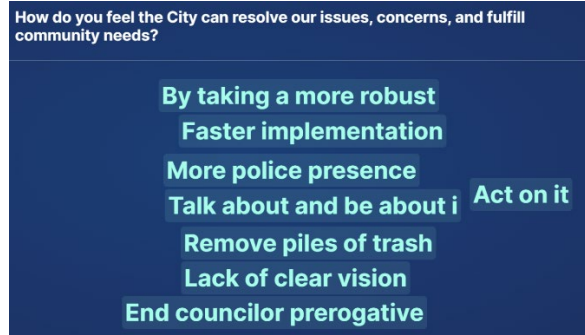 How do you feel the City can resolve our issues, concerns, and fulfill
community needs?
By taking a more robust
Faster implementation
More police presence
Talk about and be about i
Act on it
Remove piles of trash
Lack of clear vision
End councilor prerogative